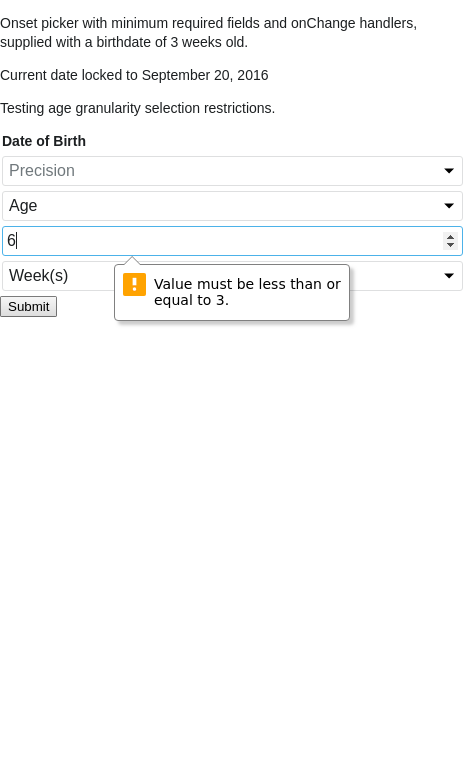 Onset picker with minimum required fields and onChange handlers,
supplied with a birthdate of 3 weeks old.
Current date locked to September 20, 2016
Testing age granularity selection restrictions.
Date of Birth
Precision
Age
6
Week(s)
Value must be less than or
equal to 3.
Submit